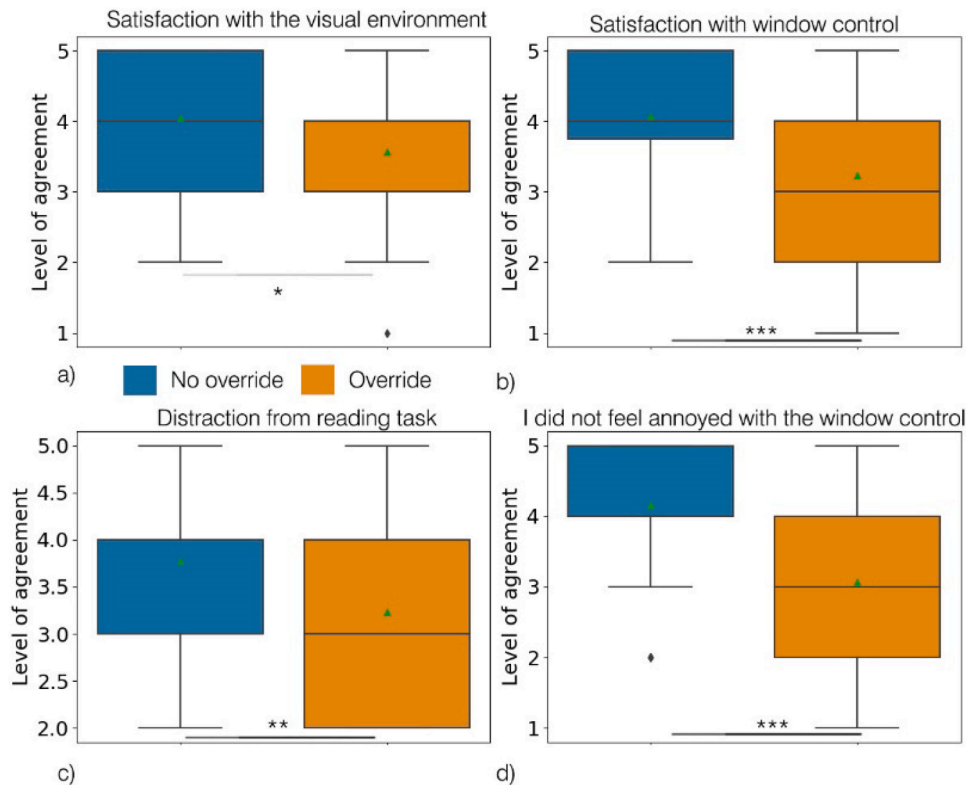 Satisfaction with the visual environment
Satisfaction with window control
Level of agreement
5
4
3
2
1
*
a)
Level of agreement
5
4
3
2
1
***
b)
No override
Override
Distraction from reading task
I did not feel annoyed with the window control
Level of agreement
5.0
4.5
4.0
3.5
3.0
2.5
2.0
**
c)
Level of agreement
5
4
3
2
1
***
d)